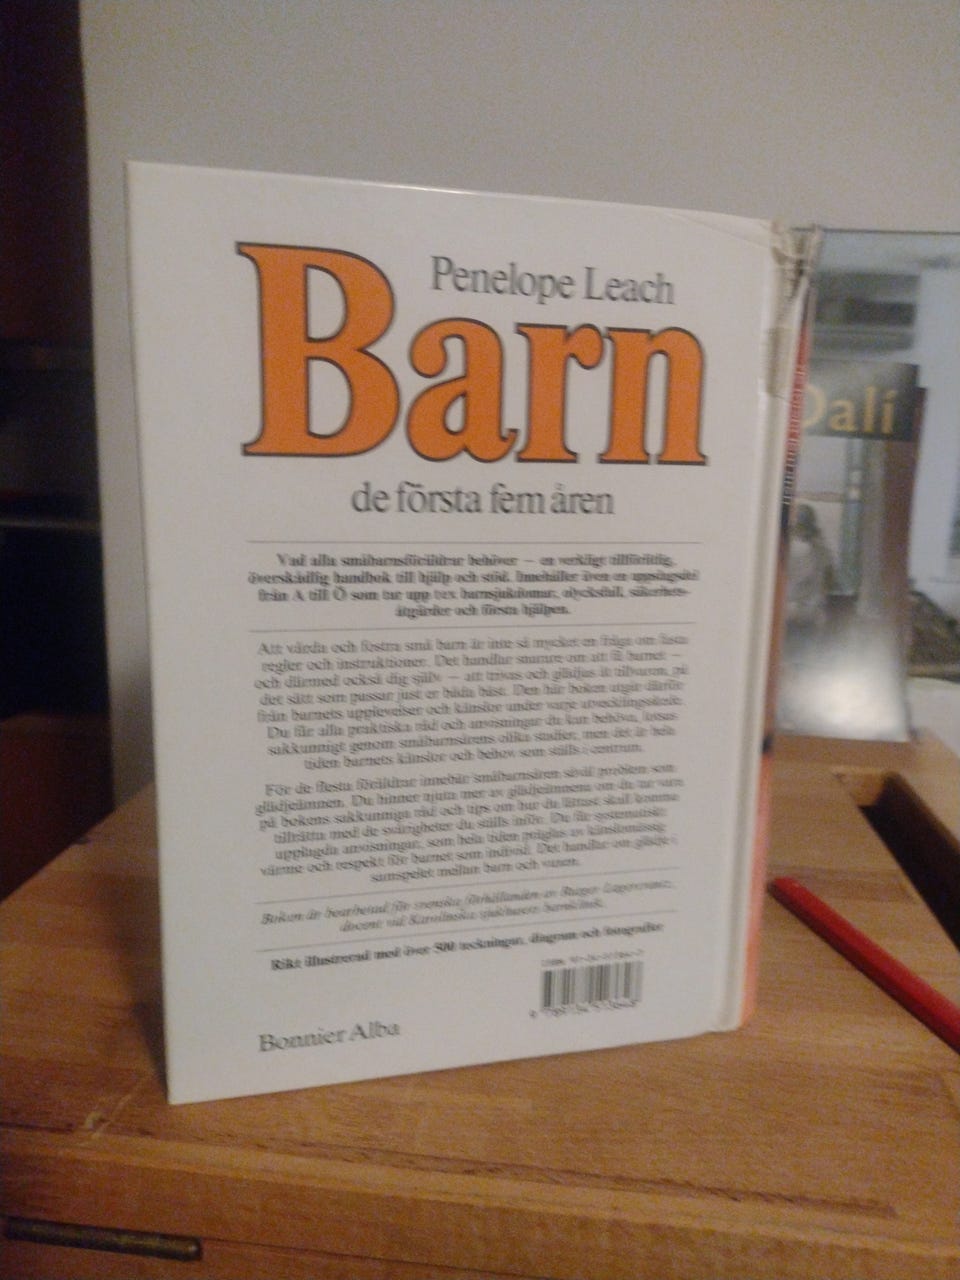 Penelope Leach
Barn
de första fem åren
Vad alla småbarnsföräldrar behöver – en verkligt tillförlitlig,
överskådlig handbok till hjälp och stöd. Innehåller även en uppslagsdel
från A till Ö som tar upp t ex barnsjukdomar, olycksfall, säkerhets-
åtgärder och första hjälpen.
Att vårda och fostra små barn är inte så mycket en fråga om fasta
regler och instruktioner. Det handlar snarare om att få barnet –
och därmed också dig själv – att trivas och glädjas åt tillvaron, på
det sätt som passar just er båda bäst. Den här boken utgår därför
från barnets upplevelser och känslor under varje utvecklingsskede.
Du får alla praktiska råd och anvisningar du kan behöva, lotsas
sakkunnigt genom småbarnsårens olika stadier, men det är hela
tiden barnets känslor och behov som ställs i centrum.
För de flesta föräldrar innebär småbarnsåren såväl problem som
glädjeämnen. Du hinner njuta mer av glädjeämnena om du tar vara
på bokens sakkunniga råd och tips om hur du lättast skall komma
tillrätta med de svårigheter du ställs inför. Du får systematiskt
upplagda anvisningar, som hela tiden präglas av känslomässig
värme och respekt för barnet som individ. Det handlar om glädje i
samspelet mellan barn och vuxen.
Boken är bearbetad för svenska förhållanden av Hugo Lagercrantz,
docent vid Karolinska sjukhusets barnklinik.
Rikt illustrerad med över 500 teckningar, diagram och fotografier
ISBN
Bonnier Alba
Dalí